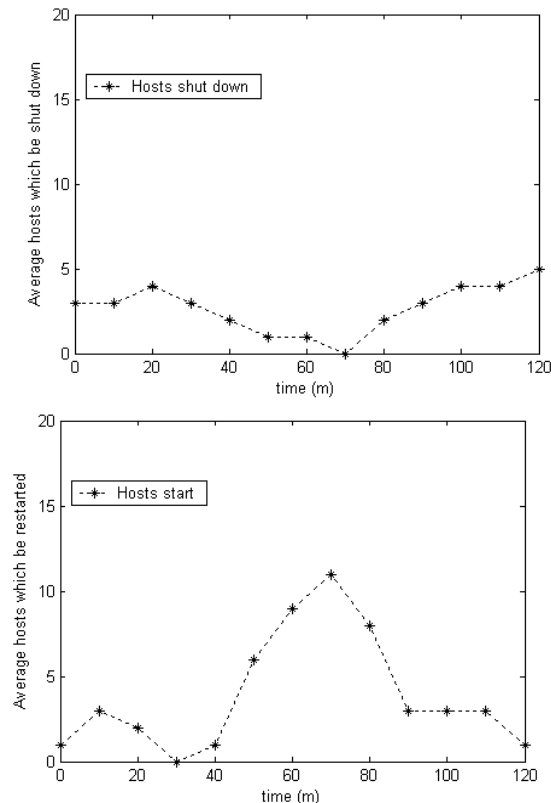 20
15
10
5
0
Average hosts which be shut down
Hosts shut down
0 20 40 60 80 100 120
time (m)
20
15
10
5
0
Average hosts which be restarted
Hosts start
0 20 40 60 80 100 120
time (m)